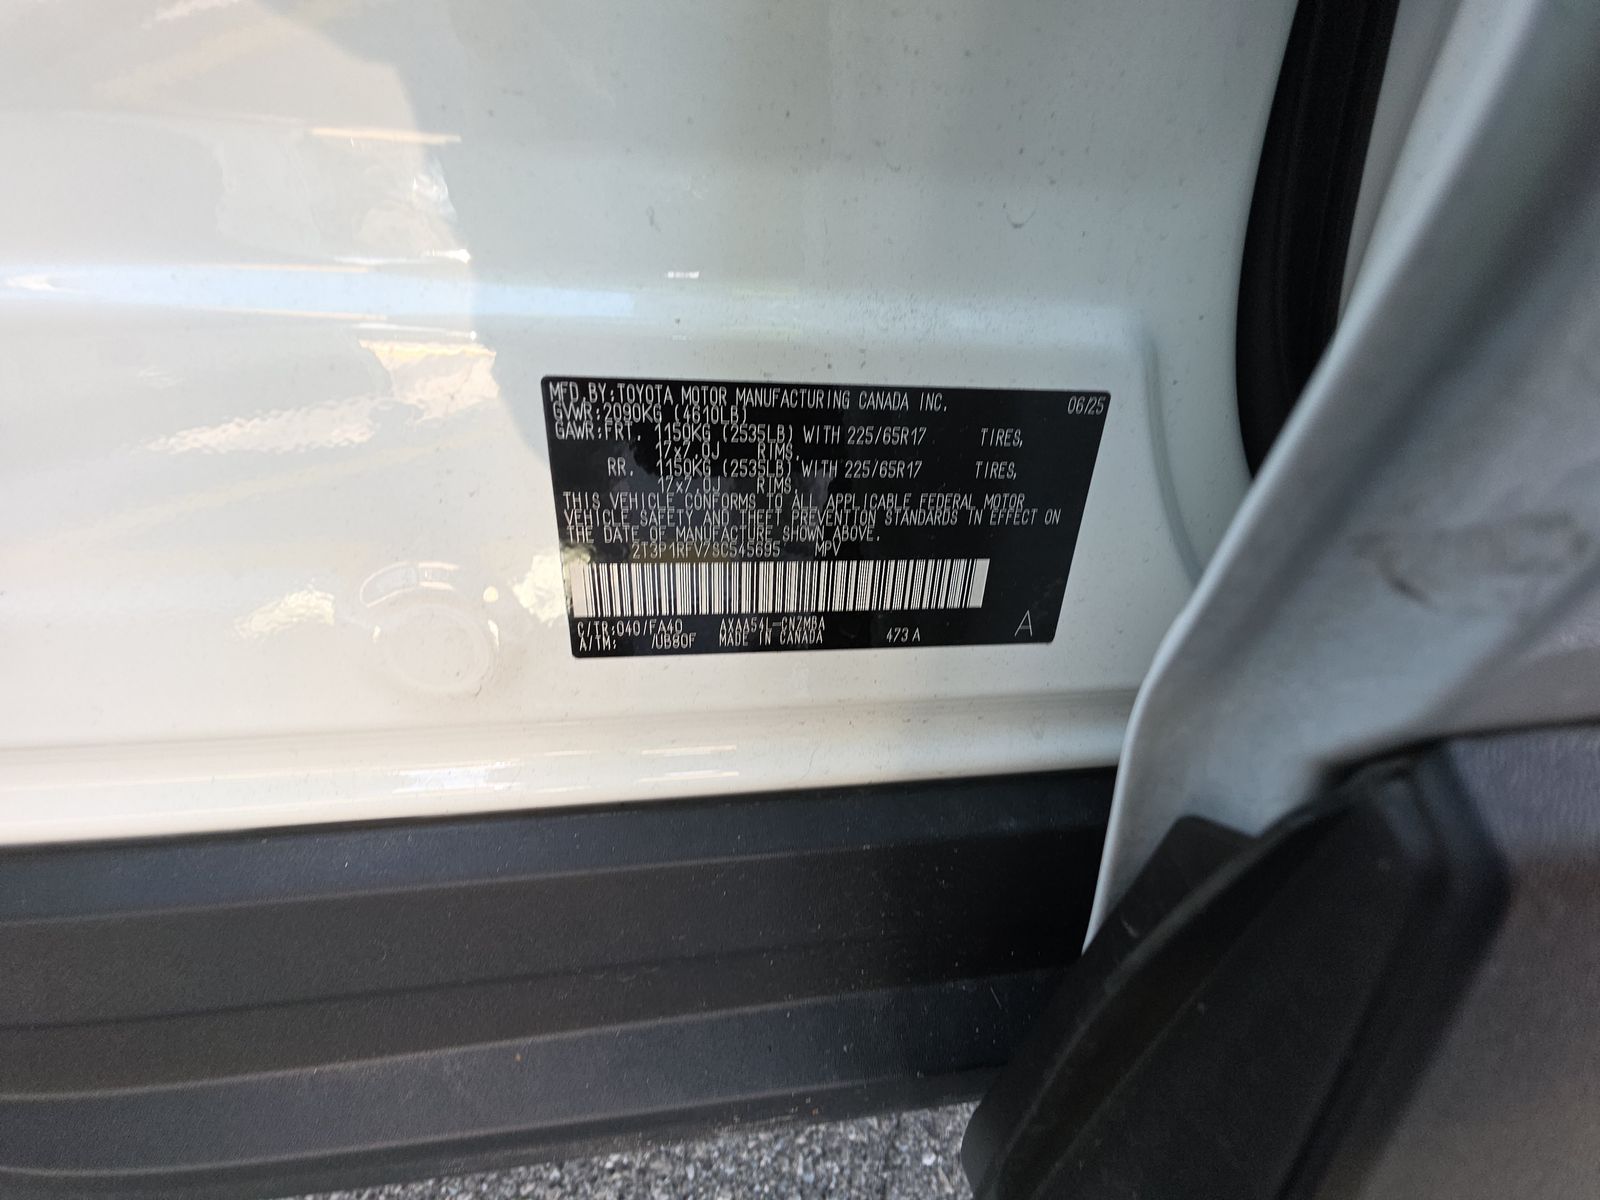 MFD.BY:TOYOTA MOTOR MANUFACTURING CANADA INC. 06/25
GVWR:2090KG (4610LB)
GAWR:FRT. 1150KG (2535LB) WITH 225/65R17 TIRES,
17x7.0J RIMS,
RR. 1150KG (2535LB) WITH 225/65R17 TIRES,
17x7.0J RIMS,
THIS VEHICLE CONFORMS TO ALL APPLICABLE FEDERAL MOTOR
VEHICLE SAFETY AND THEFT PREVENTION STANDARDS IN EFFECT ON
THE DATE OF MANUFACTURE SHOWN ABOVE.
2T3P1RFV7SC545695 MPV
C/TR:040/FA40 AXAA54L-CNZMBA 473A A
A/TM: /UB80F MADE IN CANADA